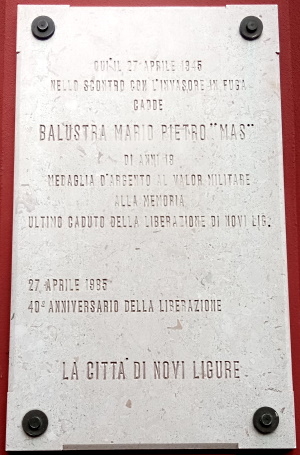 QUI IL 27 APRILE 1945
NELLO SCONTRO CON L'INVASORE IN FUGA
CADDE
BALUSTRA MARIO PIETRO "MAS"
DI ANNI 19
MEDAGLIA D'ARGENTO AL VALOR MILITARE
ALLA MEMORIA
ULTIMO CADUTO DELLA LIBERAZIONE DI NOVI LIG.
27 APRILE 1985
40° ANNIVERSARIO DELLA LIBERAZIONE
LA CITTA' DI NOVI LIGURE